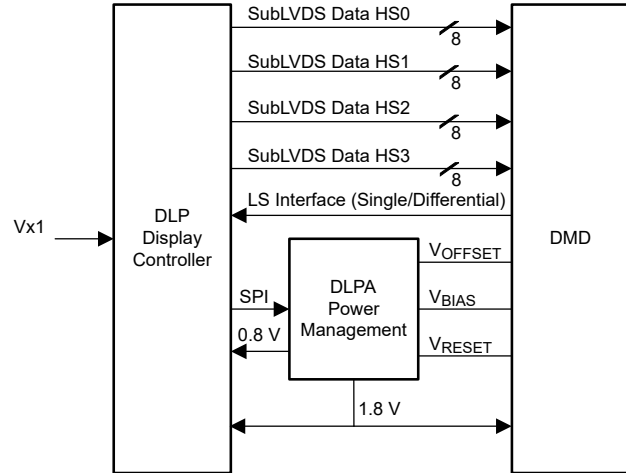 SubLVDS Data HS0
8
SubLVDS Data HS1
8
SubLVDS Data HS2
8
SubLVDS Data HS3
8
LS Interface (Single/Differential)
Vx1
DLP
Display
Controller
DMD
SPI
0.8 V
DLPA
Power
Management
VOFFSET
VBIAS
VRESET
1.8 V